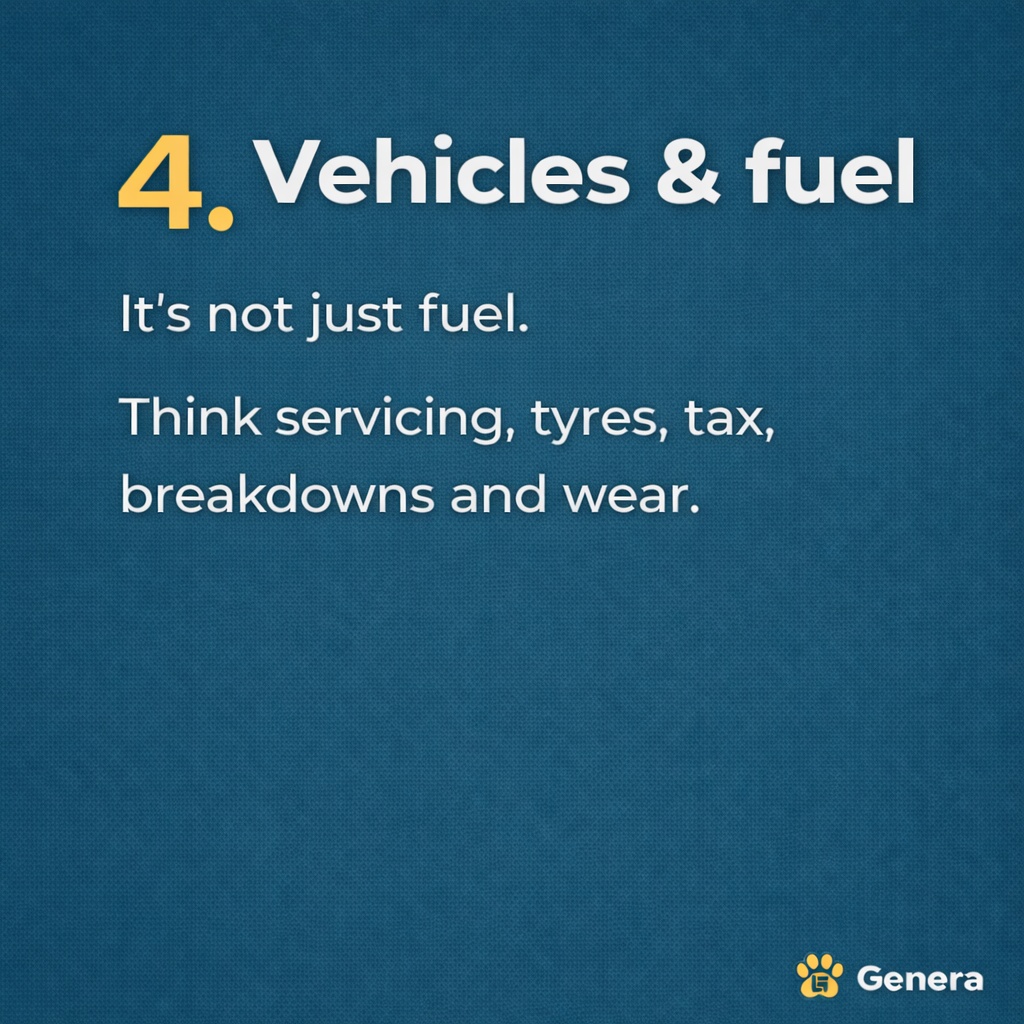 4. Vehicles & fuel
It's not just fuel.
Think servicing, tyres, tax,
breakdowns and wear.
Genera